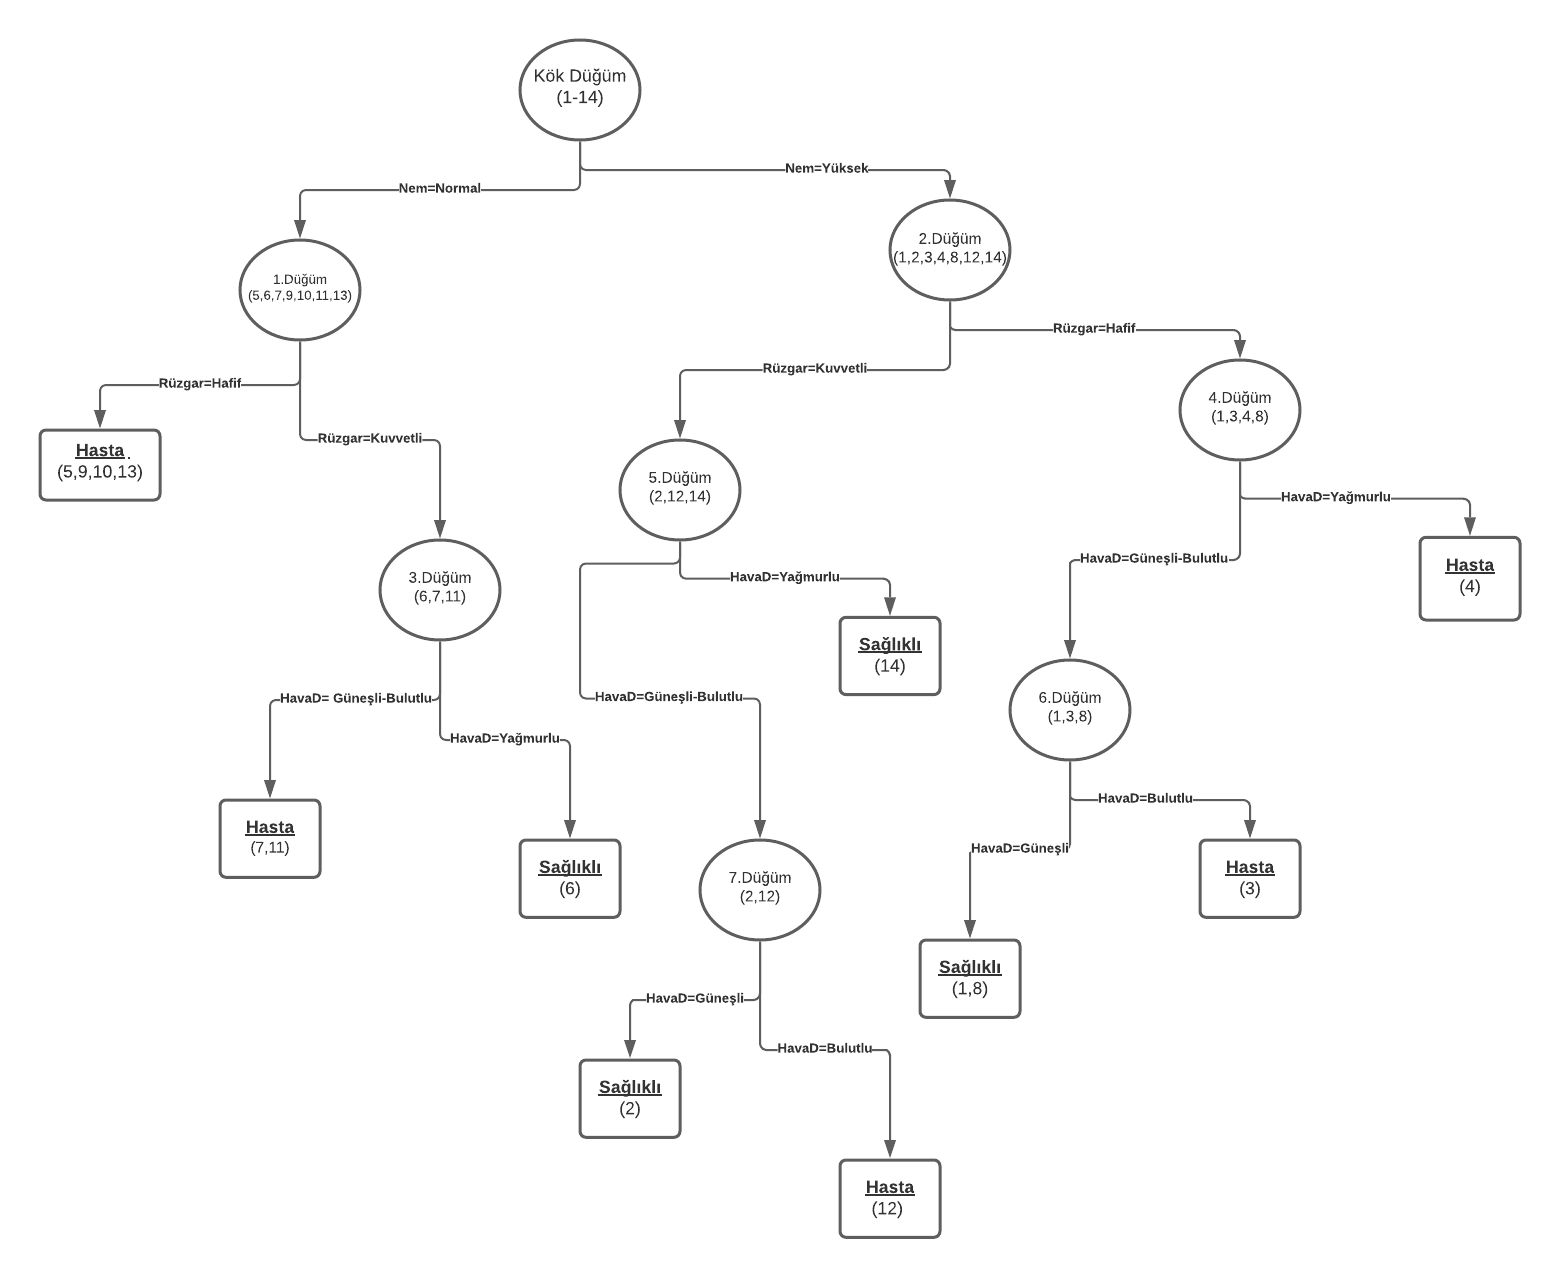 Kök Düğüm
(1-14)
Nem=Yüksek
Nem=Normal
2.Düğüm
(1,2,3,4,8,12,14)
1.Düğüm
(5,6,7,9,10,11,13)
Rüzgar=Hafif
Rüzgar=Kuvvetli
Rüzgar=Hafif
4.Düğüm
(1,3,4,8)
Rüzgar=Kuvvetli
Hasta
(5,9,10,13)
5.Düğüm
(2,12,14)
HavaD=Yağmurlu
HavaD=Güneşli-Bulutlu
Hasta
(4)
3.Düğüm
(6,7,11)
HavaD=Yağmurlu
Sağlıklı
(14)
HavaD= Güneşli-Bulutlu
HavaD=Güneşli-Bulutlu
6.Düğüm
(1,3,8)
HavaD=Yağmurlu
HavaD=Bulutlu
Hasta
(7,11)
HavaD=Güneşli
Sağlıklı
(6)
7.Düğüm
(2,12)
Hasta
(3)
Sağlıklı
(1,8)
HavaD=Güneşli
HavaD=Bulutlu
Sağlıklı
(2)
Hasta
(12)